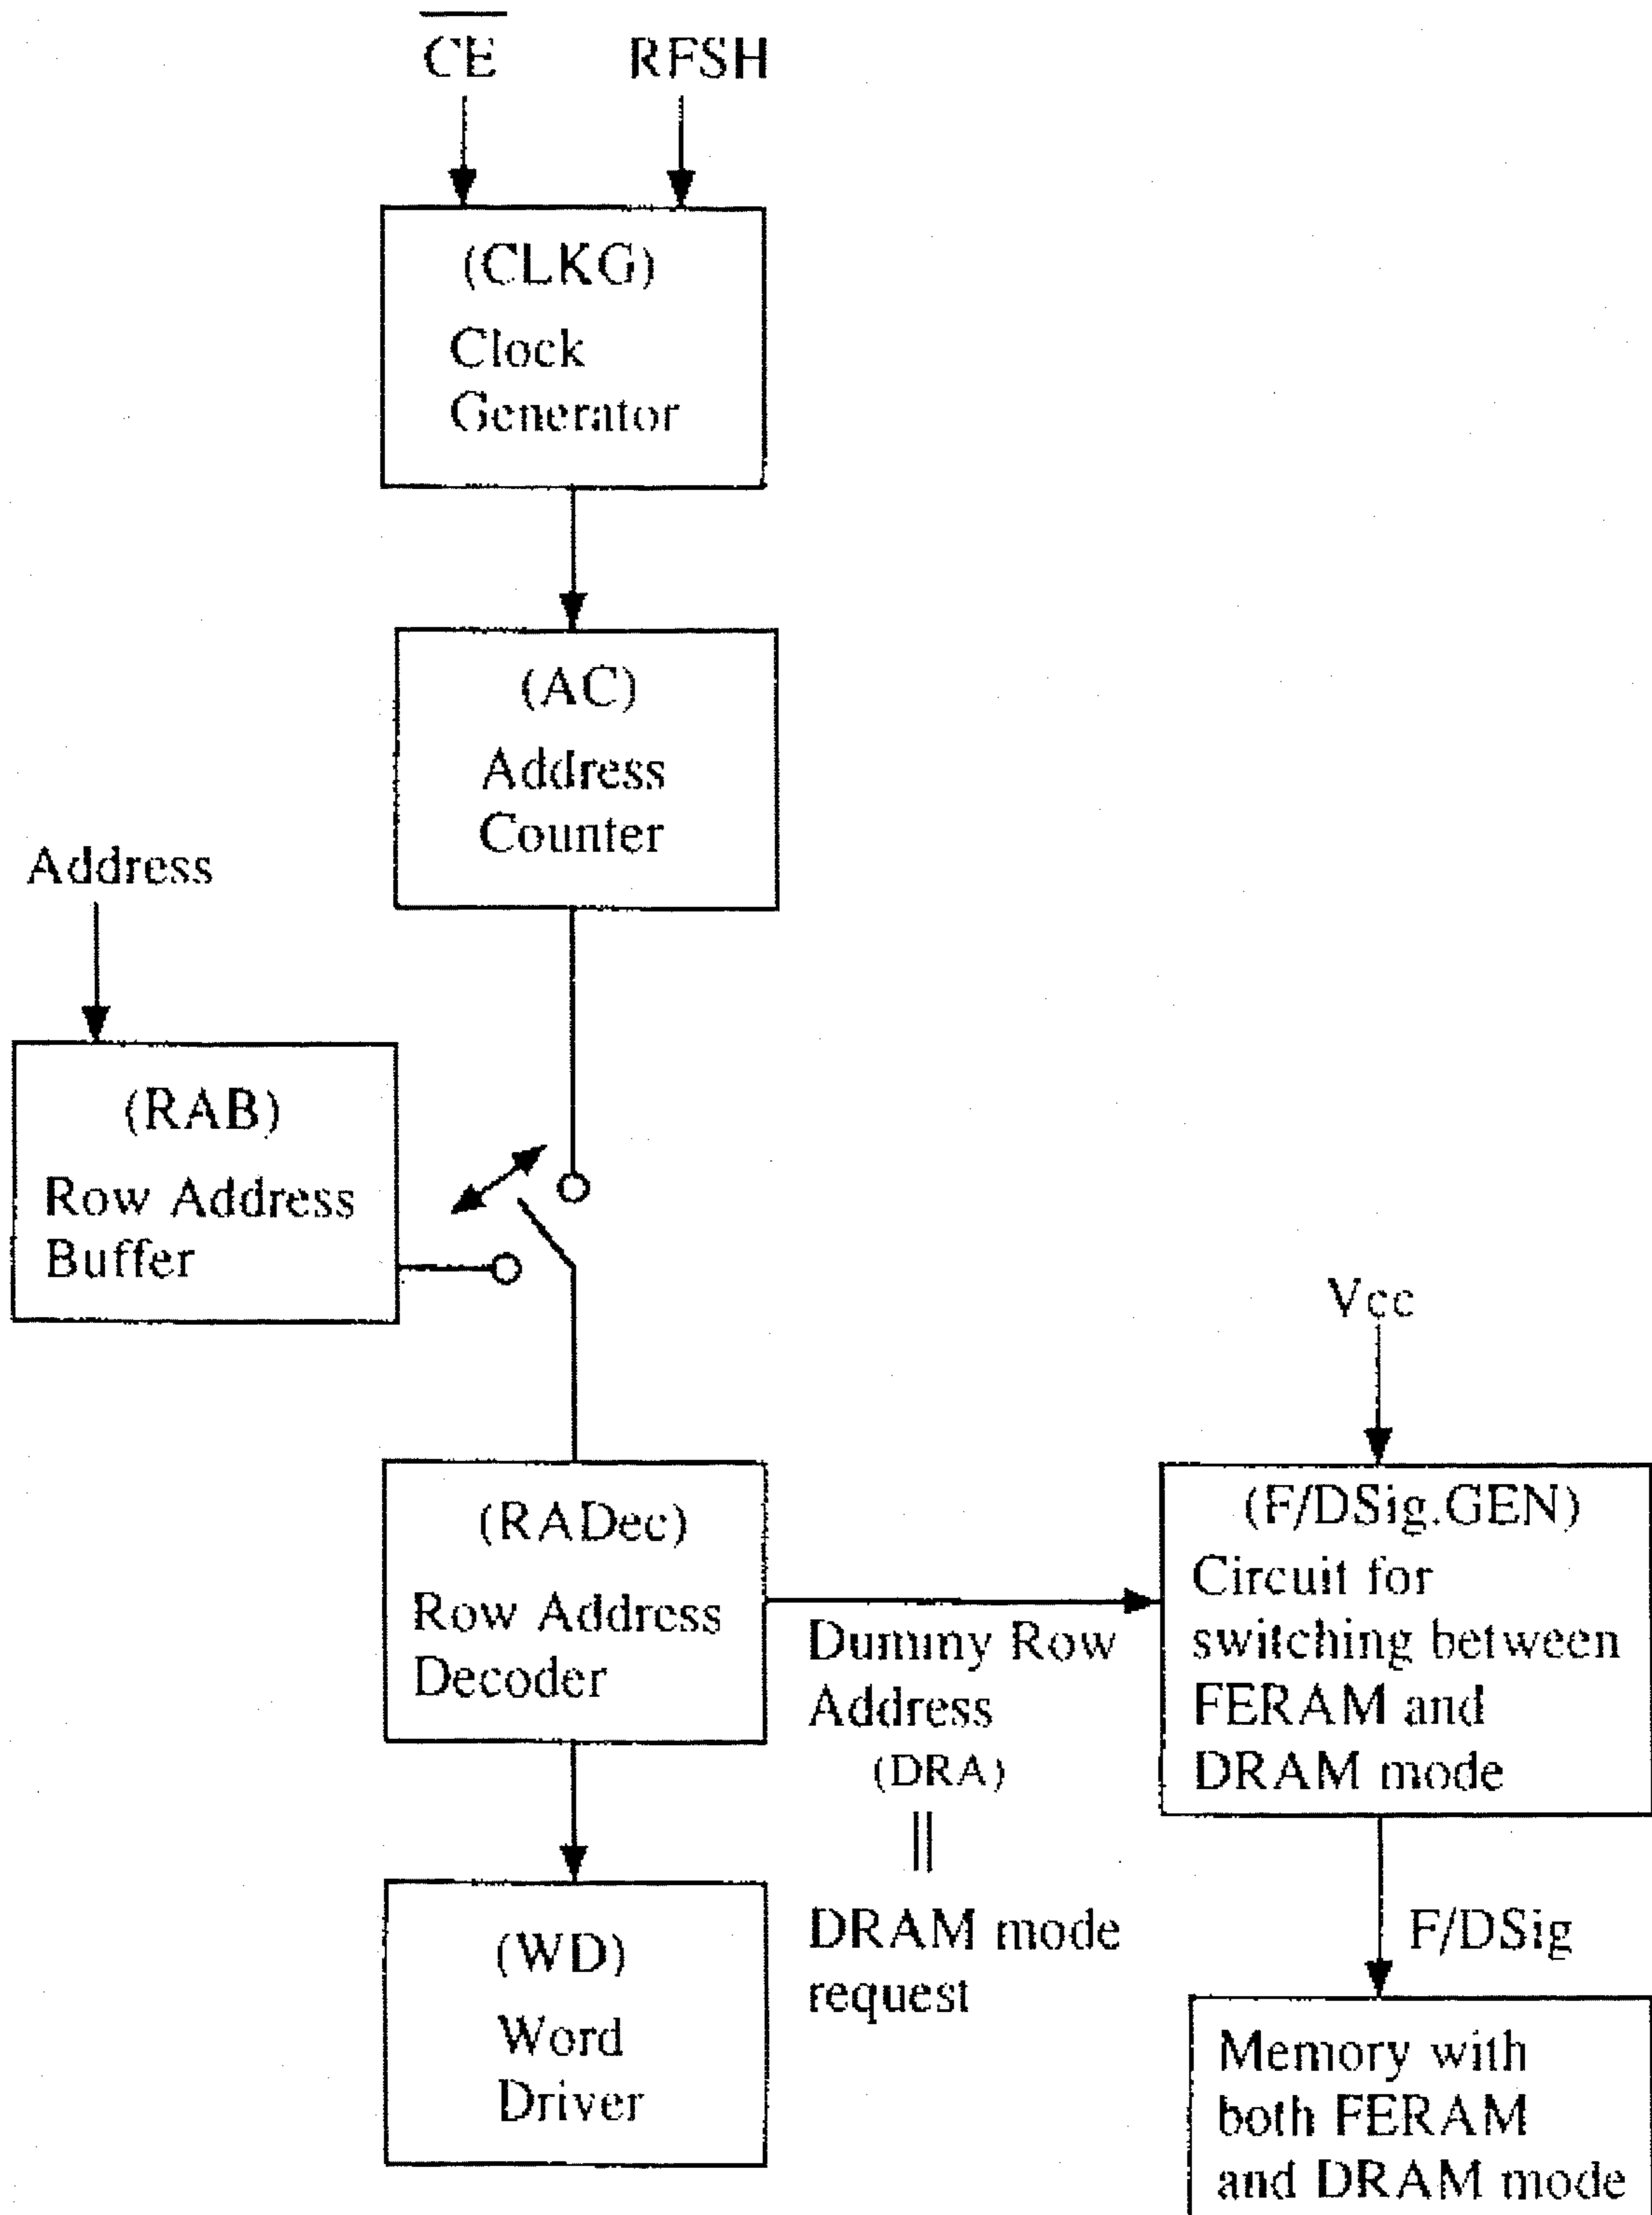 C̅E̅ RFSH
(CLKG)
Clock
Generator
(AC)
Address
Counter
Address
(RAB)
Row Address
Buffer
Vcc
(RADec)
Row Address
Decoder
Dummy Row
Address
(DRA)
||
DRAM mode
request
(F/DSig.GEN)
Circuit for
switching between
FERAM and
DRAM mode
F/DSig
(WD)
Word
Driver
Memory with
both FERAM
and DRAM mode